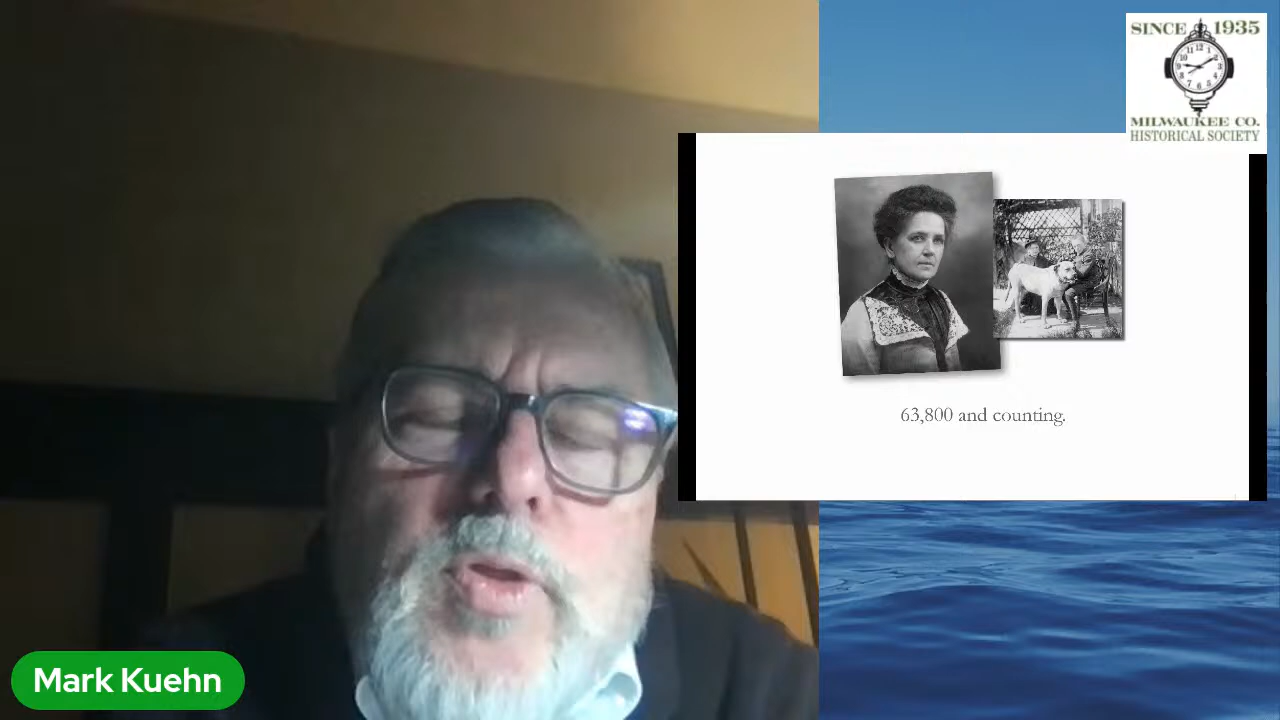 SINCE 1935
MILWAUKEE CO.
HISTORICAL SOCIETY
63,800 and counting.
Mark Kuehn